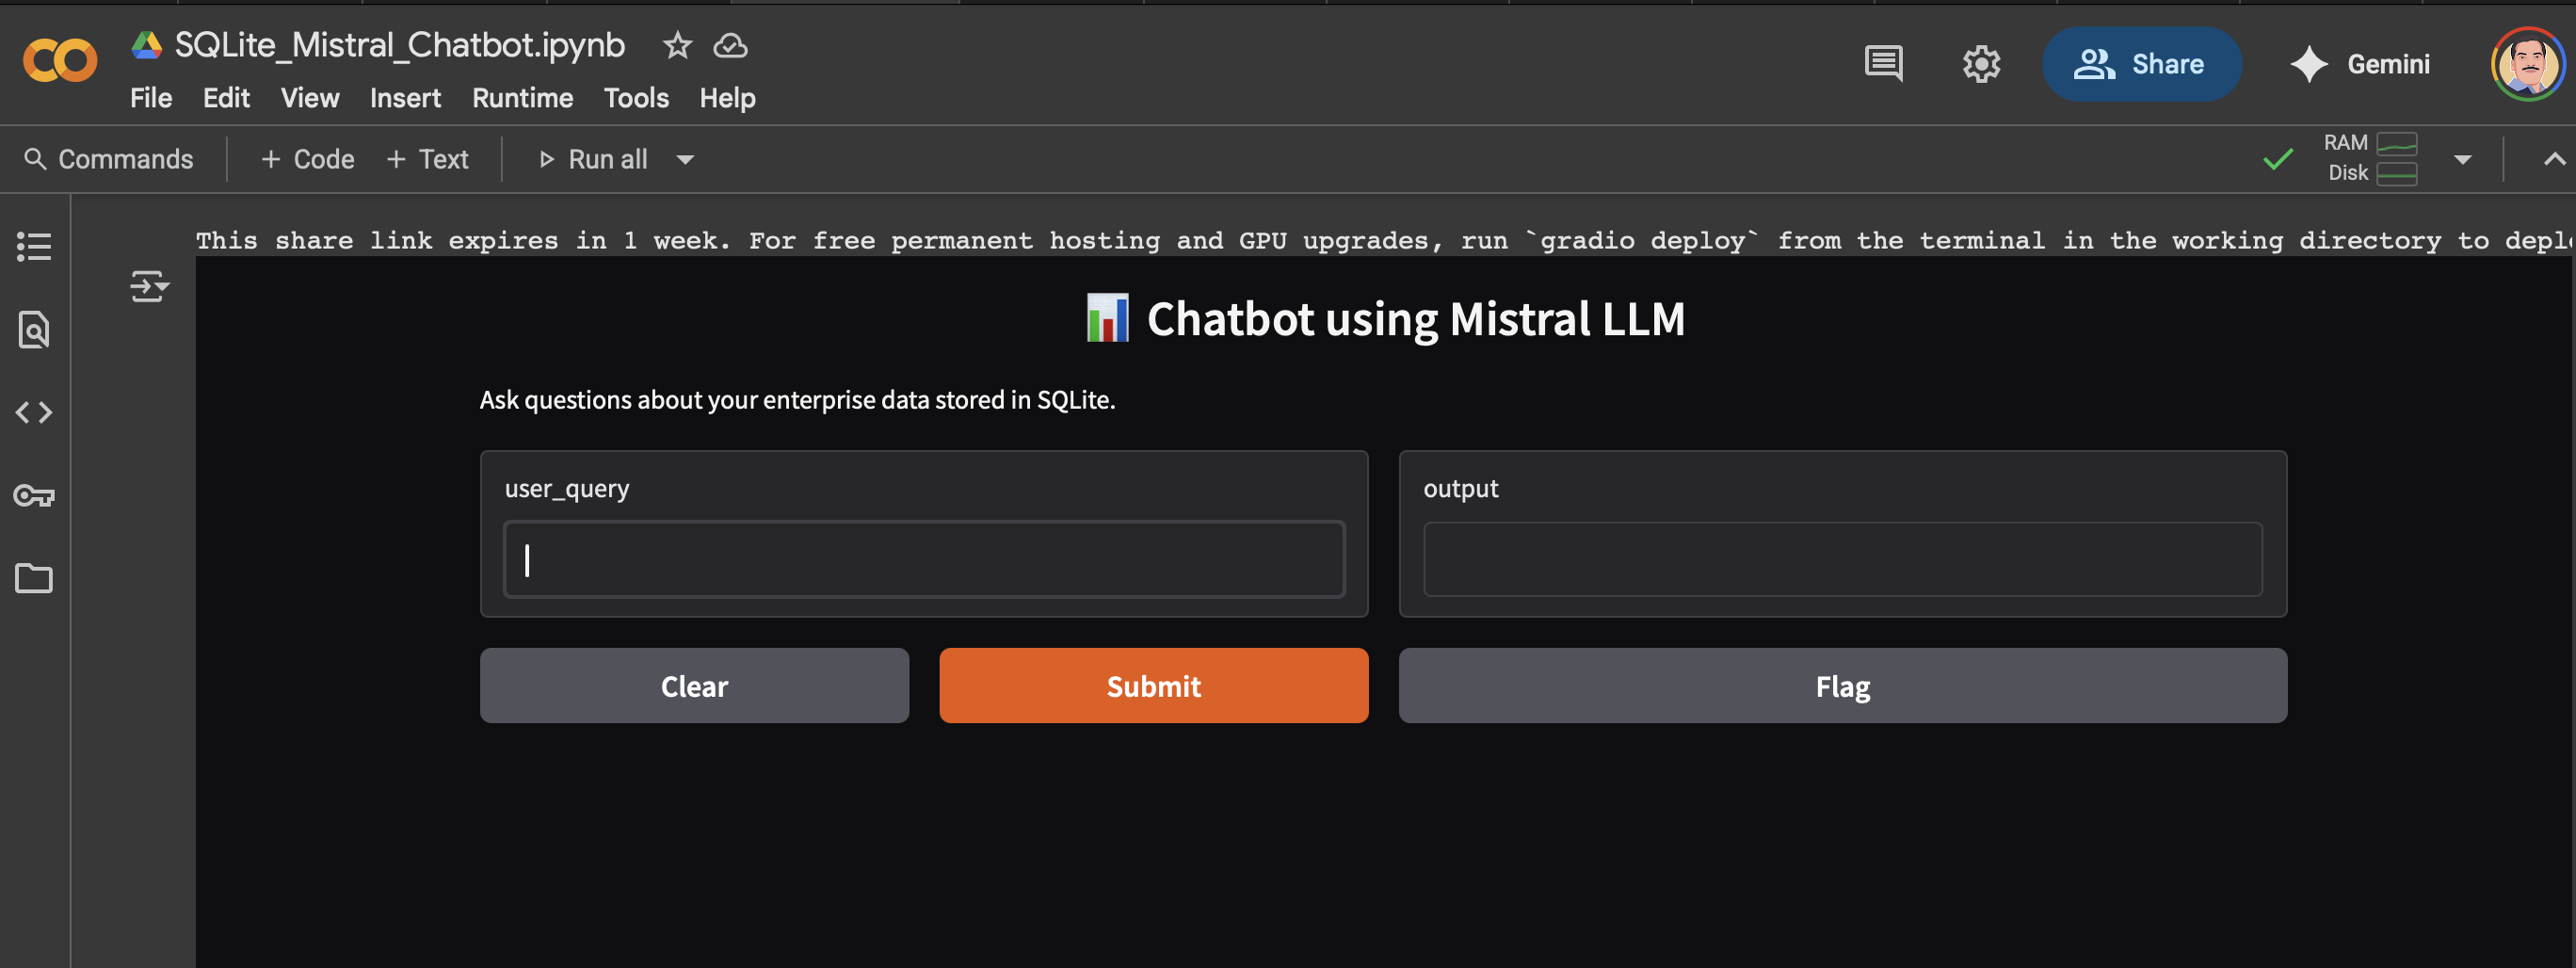 SQLite_Mistral_Chatbot.ipynb
File Edit View Insert Runtime Tools Help
Share
Gemini
Commands + Code + Text Run all
RAM
Disk
This share link expires in 1 week. For free permanent hosting and GPU upgrades, run `gradio deploy` from the terminal in the working directory to
Chatbot using Mistral LLM
Ask questions about your enterprise data stored in SQLite.
user_query
output
Clear
Submit
Flag